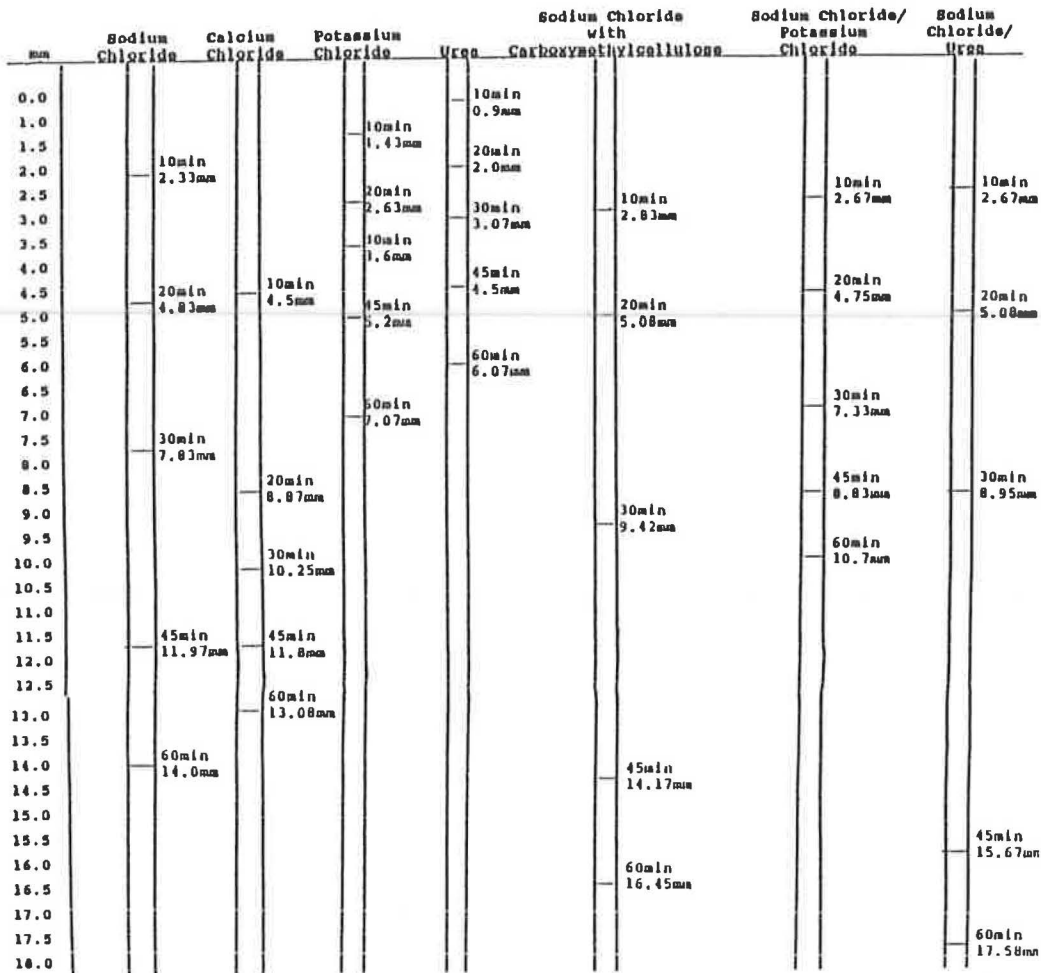 mm
Sodium
Chloride
Calcium
Chloride
Potassium
Chloride
Urea
Sodium Chloride
with
Carboxymethylcellulose
Sodium Chloride/
Potassium
Chloride
Sodium
Chloride/
Urea
0.0
1.0
1.5
2.0
2.5
3.0
3.5
4.0
4.5
5.0
5.5
6.0
6.5
7.0
7.5
8.0
8.5
9.0
9.5
10.0
10.5
11.0
11.5
12.0
12.5
13.0
13.5
14.0
14.5
15.0
15.5
16.0
16.5
17.0
17.5
18.0
10min
2.33mm
20min
4.83mm
30min
7.83mm
45min
11.97mm
60min
14.0mm
10min
4.5mm
20min
8.87mm
30min
10.25mm
45min
11.8mm
60min
13.08mm
10min
1.43mm
20min
2.63mm
30min
3.6mm
45min
5.2mm
60min
7.07mm
10min
0.9mm
20min
2.0mm
30min
3.07mm
45min
4.5mm
60min
6.07mm
10min
2.83mm
20min
5.08mm
30min
9.42mm
45min
14.17mm
60min
16.45mm
10min
2.67mm
20min
4.75mm
30min
7.33mm
45min
8.83mm
60min
10.7mm
10min
2.67mm
20min
5.08mm
30min
8.95mm
45min
15.67mm
60min
17.58mm